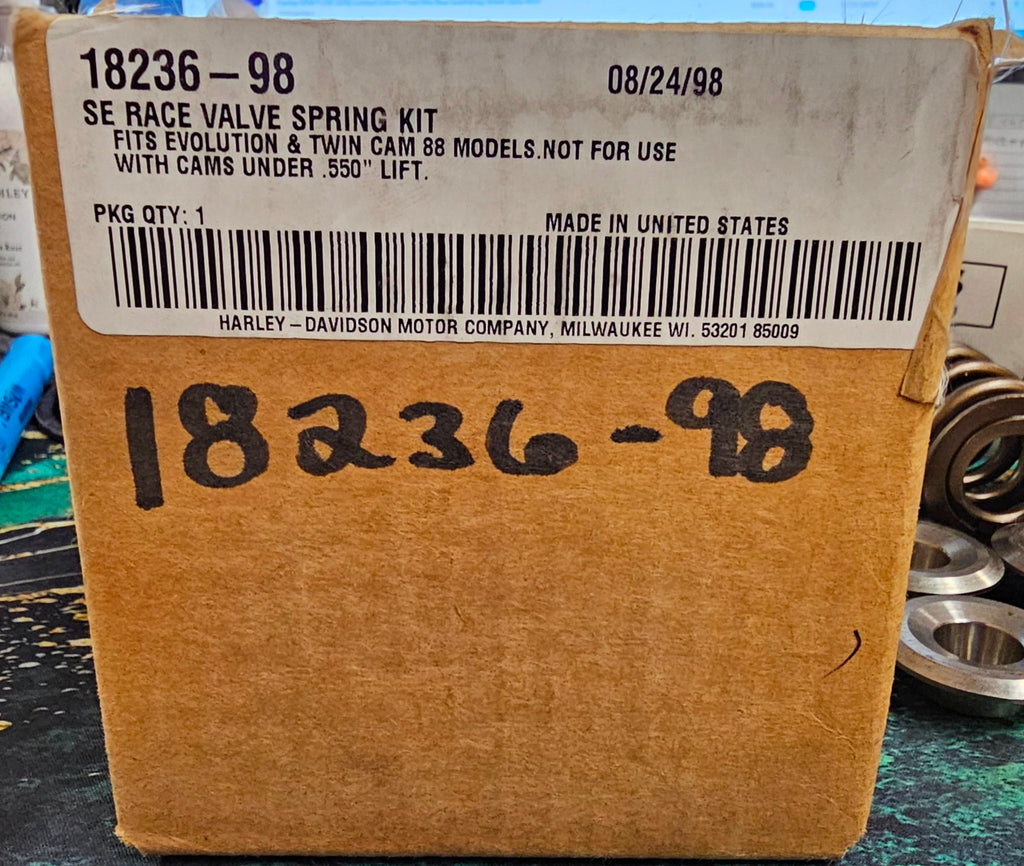 18236-98 08/24/98
SE RACE VALVE SPRING KIT
FITS EVOLUTION & TWIN CAM 88 MODELS.NOT FOR USE
WITH CAMS UNDER .550" LIFT.
PKG QTY: 1 MADE IN UNITED STATES
HARLEY-DAVIDSON MOTOR COMPANY, MILWAUKEE WI. 53201 85009
18236-98